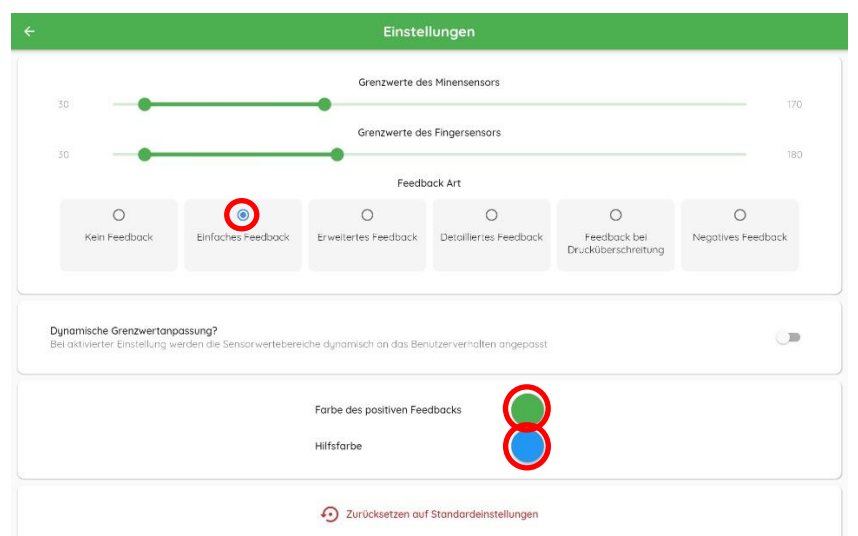 Einstellungen
Grenzwerte des Minensensors
30
170
Grenzwerte des Fingersensors
30
180
Feedback Art
Kein Feedback
Einfaches Feedback
Erweitertes Feedback
Detailliertes Feedback
Feedback bei
Drucküberschreitung
Negatives Feedback
Dynamische Grenzwertanpassung?
Bei aktivierter Einstellung werden die Sensorwertebereiche dynamisch an das Benutzerverhalten angepasst
Farbe des positiven Feedbacks
Hilfsfarbe
Zurücksetzen auf Standardeinstellungen